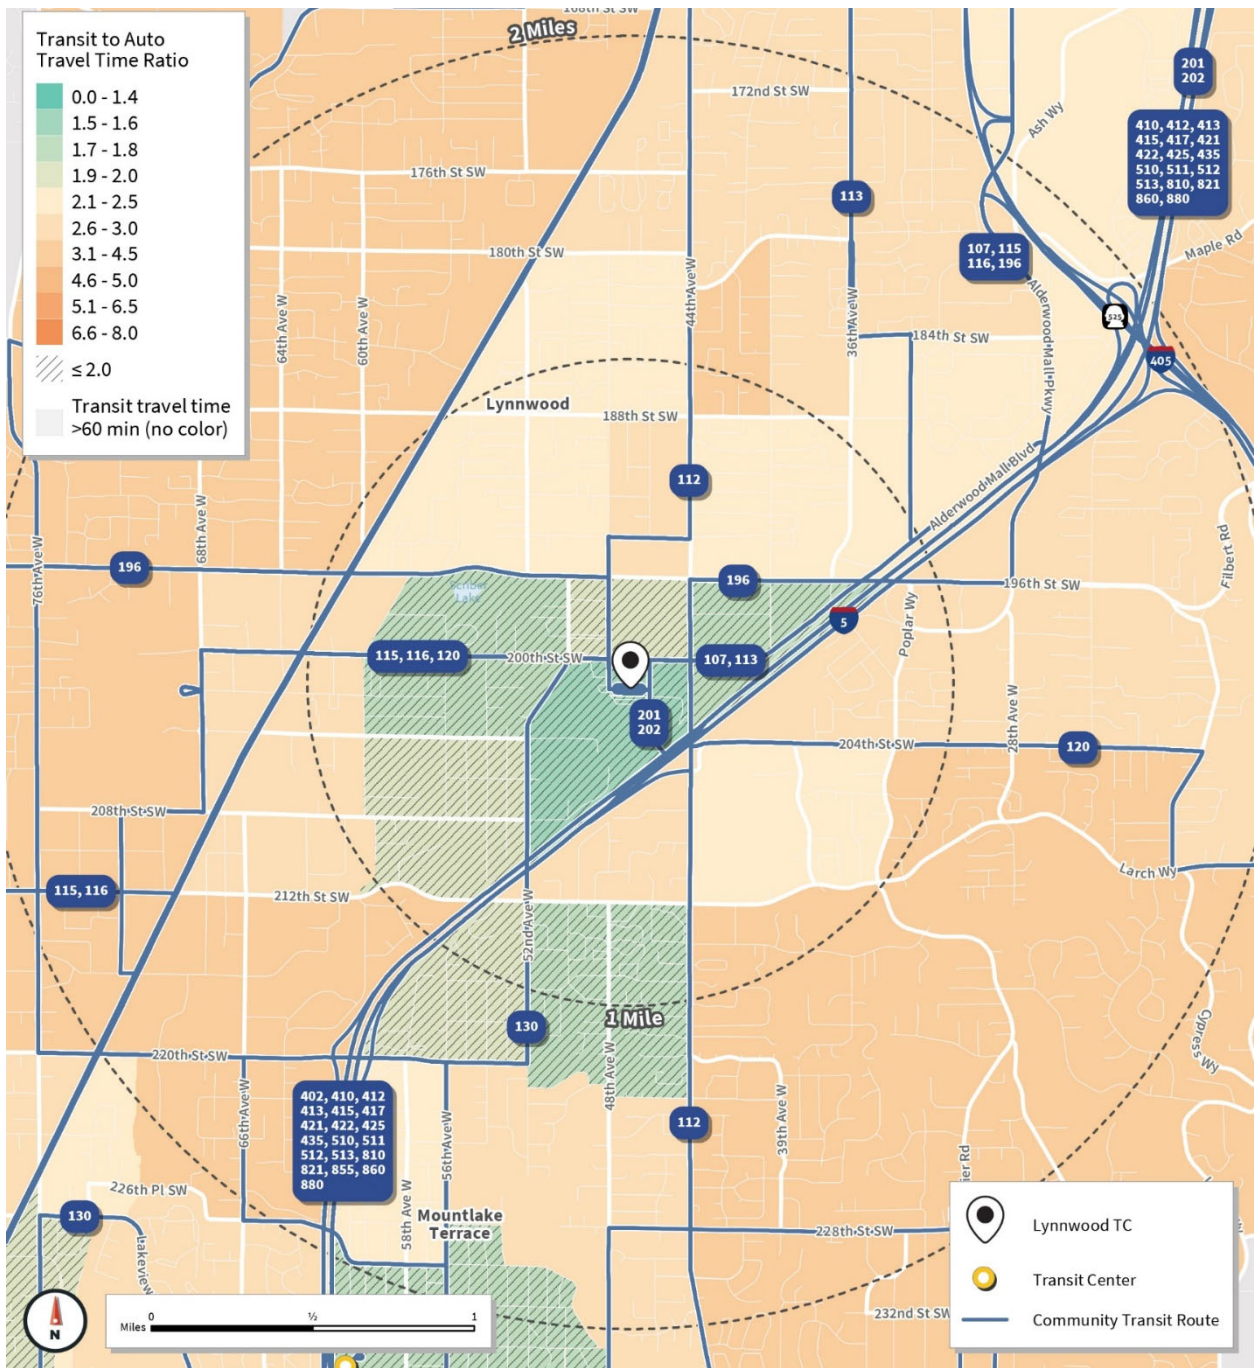 168th St SW
2 Miles
Transit to Auto
Travel Time Ratio
0.0 - 1.4
1.5 - 1.6
1.7 - 1.8
1.9 - 2.0
2.1 - 2.5
2.6 - 3.0
3.1 - 4.5
4.6 - 5.0
5.1 - 6.5
6.6 - 8.0
≤ 2.0
Transit travel time
>60 min (no color)
201
202
172nd St SW
Ash Wy
410, 412, 413
415, 417, 421
422, 425, 435
510, 511, 512
513, 810, 821
860, 880
176th St SW
113
107, 115
116, 196
Maple Rd
180th St SW
44th Ave W
64th Ave W
60th Ave W
36th Ave W
Alderwood Mall Pkwy
525
184th St SW
405
Lynnwood
188th St SW
112
Alderwood Mall Blvd
68th Ave W
76th Ave W
Filbert Rd
196
Scriber
Lake
196
196th St SW
5
Poplar Wy
115, 116, 120
200th St SW
107, 113
201
202
28th Ave W
204th St SW
120
208th St SW
Larch Wy
115, 116
212th St SW
52nd Ave W
1 Mile
130
Cypress Wy
220th St SW
48th Ave W
402, 410, 412
413, 415, 417
421, 422, 425
435, 510, 511
512, 513, 810
821, 855, 860
880
66th Ave W
56th Ave W
112
39th Ave W
226th Pl SW
58th Ave W
130
Mountlake
Terrace
Lakeview
228th St SW
Lynnwood TC
Transit Center
232nd St SW
Community Transit Route
N
Miles
0
½
1